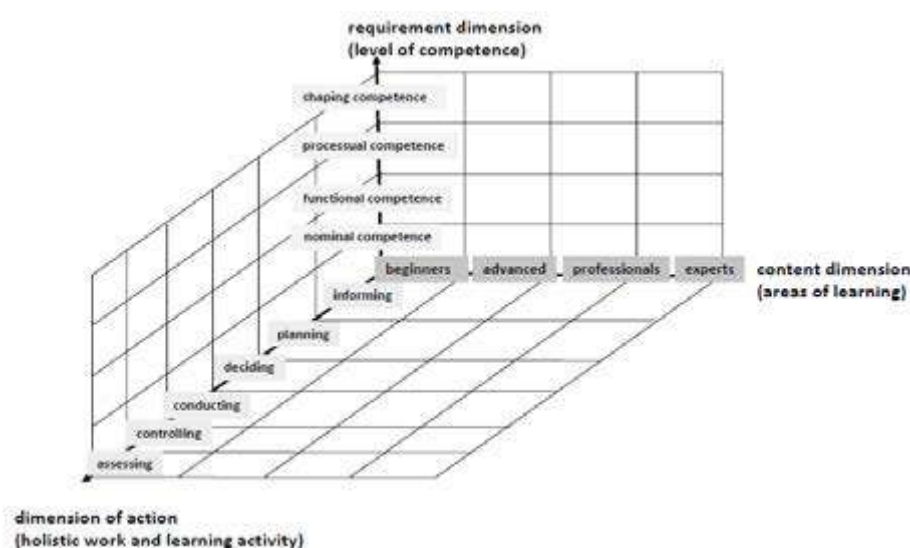 requirement dimension
(level of competence)
shaping competence
processual competence
functional competence
nominal competence
beginners advanced professionals experts
content dimension
(areas of learning)
informing
planning
deciding
conducting
controlling
assessing
dimension of action
(holistic work and learning activity)